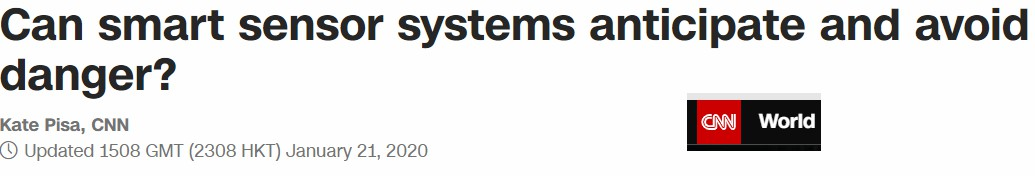 Can smart sensor systems anticipate and avoid
danger?
Kate Pisa, CNN
Updated 1508 GMT (2308 HKT) January 21, 2020
CNN World